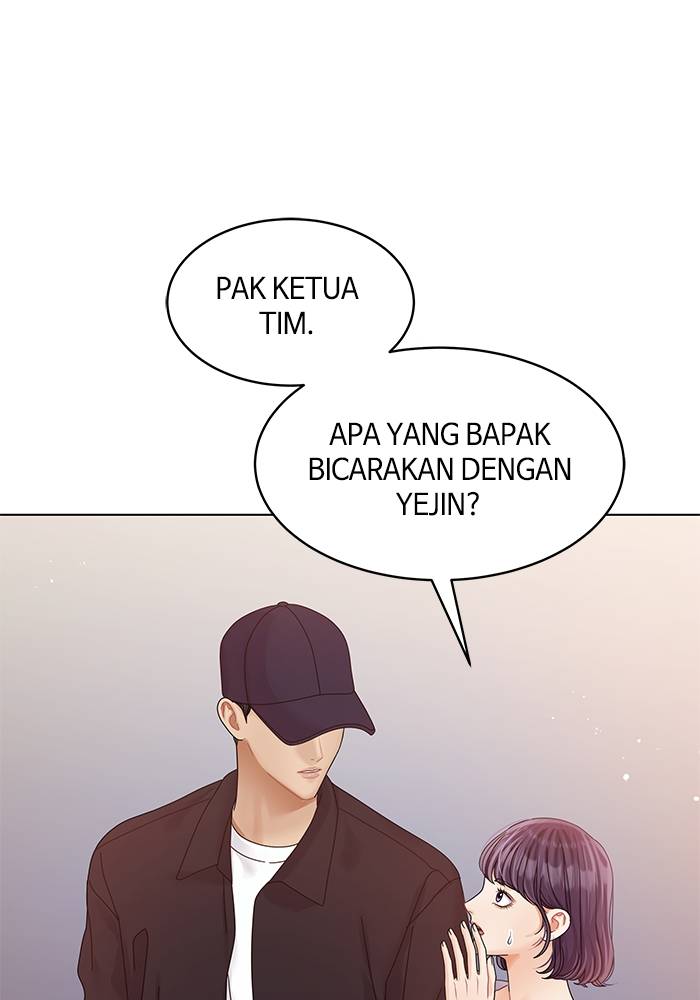 PAK KETUA
TIM.
APA YANG BAPAK
BICARAKAN DENGAN
YEJIN?